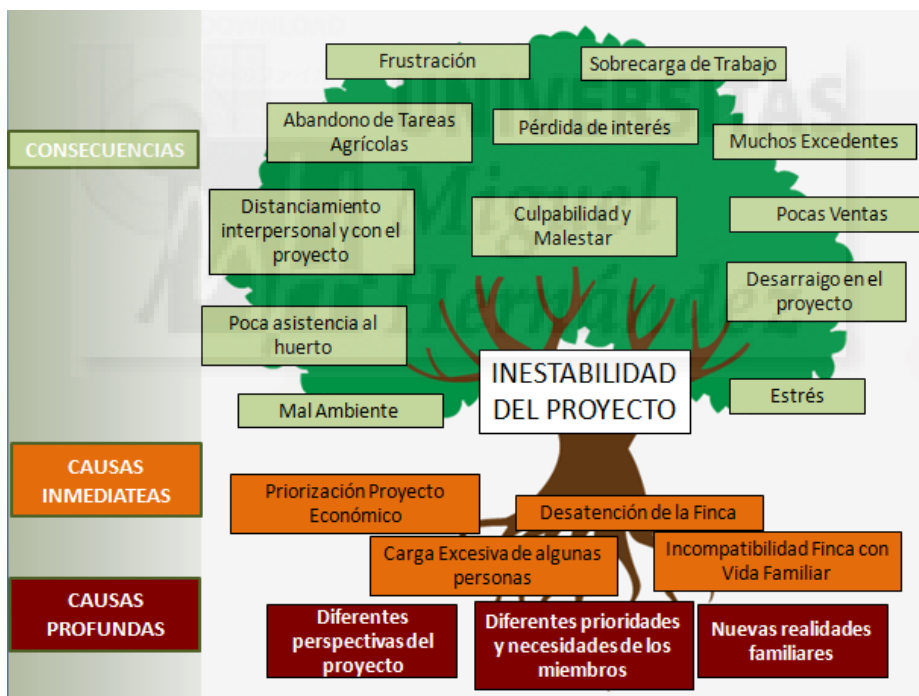 Frustración
Sobrecarga de Trabajo
UNIVERSITAS
Abandono de Tareas
Agrícolas
Pérdida de interés
Muchos Excedentes
CONSECUENCIAS
Miguel
Distanciamiento
interpersonal y con el
proyecto
Culpabilidad y
Malestar
Pocas Ventas
Hernández
Desarraigo en el
proyecto
Poca asistencia al
huerto
INESTABILIDAD
DEL PROYECTO
Mal Ambiente
Estrés
CAUSAS
INMEDIATEAS
Priorización Proyecto
Económico
Desatención de la Finca
Carga Excesiva de algunas
personas
Incompatibilidad Finca con
Vida Familiar
CAUSAS
PROFUNDAS
Diferentes
perspectivas del
proyecto
Diferentes prioridades
y necesidades de los
miembros
Nuevas realidades
familiares